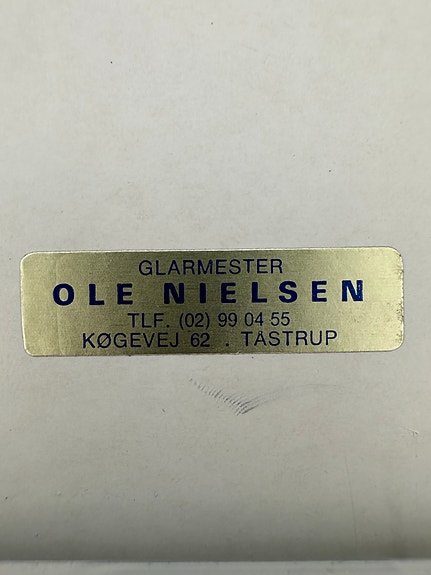 GLARMESTER
OLE NIELSEN
TLF. (02) 99 04 55
KØGEVEJ 62 . TÅSTRUP